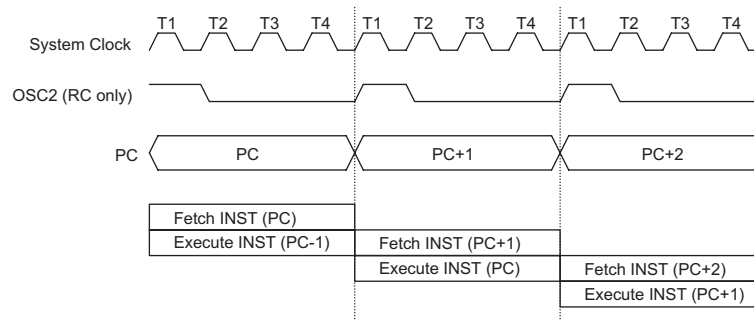 T1 T2 T3 T4 T1 T2 T3 T4 T1 T2 T3 T4
System Clock
OSC2 (RC only)
PC PC PC+1 PC+2
Fetch INST (PC)
Execute INST (PC-1) Fetch INST (PC+1)
Execute INST (PC) Fetch INST (PC+2)
Execute INST (PC+1)